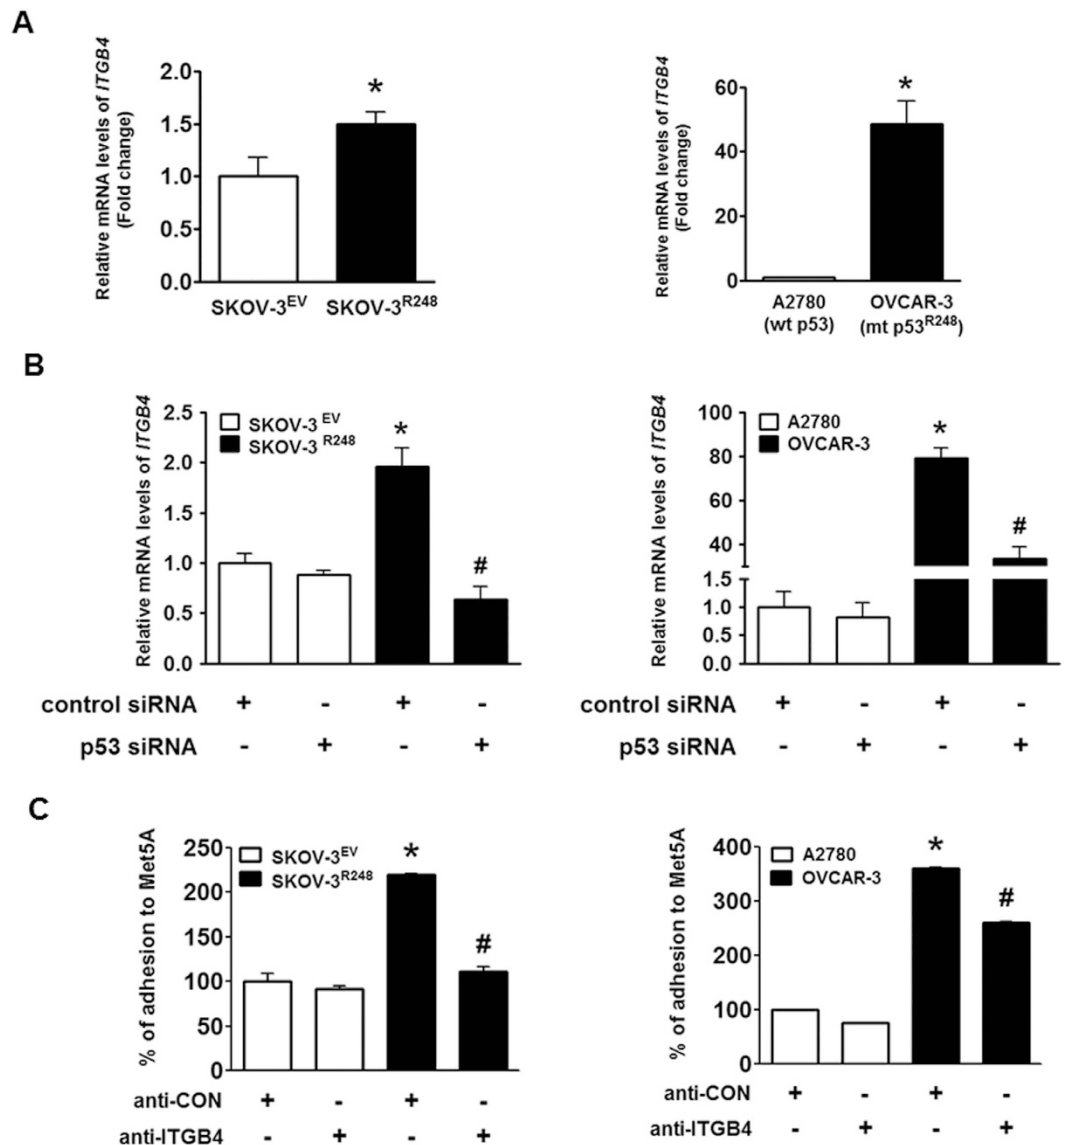 A
Relative mRNA levels of ITGB4
(Fold change)
2.0
1.5
1.0
0.5
0.0
*
SKOV-3EV
SKOV-3R248
Relative mRNA levels of ITGB4
(Fold change)
60
40
20
0
*
A2780
(wt p53)
OVCAR-3
(mt p53R248)
B
Relative mRNA levels of ITGB4
2.5
2.0
1.5
1.0
0.5
0.0
SKOV-3 EV
SKOV-3 R248
*
#
control siRNA + - + -
p53 siRNA - + - +
Relative mRNA levels of ITGB4
100
80
60
40
1.5
1.0
0.5
0.0
A2780
OVCAR-3
*
#
control siRNA + - + -
p53 siRNA - + - +
C
% of adhesion to Met5A
250
200
150
100
50
0
SKOV-3EV
SKOV-3R248
*
#
anti-CON + - + -
anti-ITGB4 - + - +
% of adhesion to Met5A
400
300
200
100
0
A2780
OVCAR-3
*
#
anti-CON + - + -
anti-ITGB4 - + - +